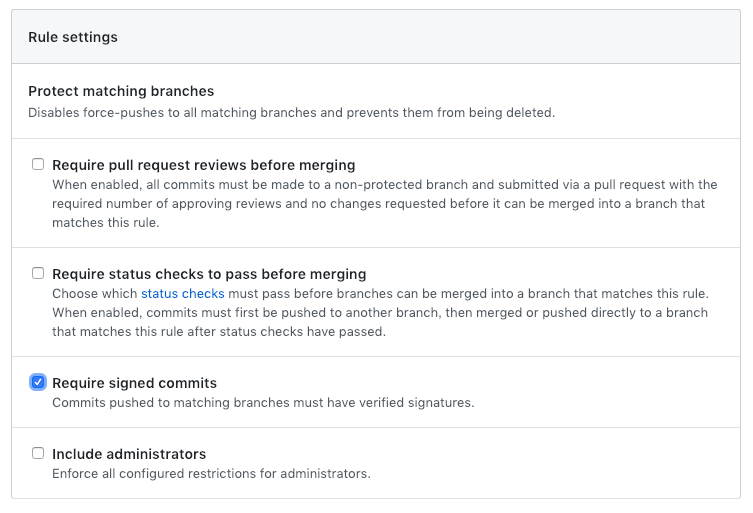 Rule settings
Protect matching branches
Disables force-pushes to all matching branches and prevents them from being deleted.
Require pull request reviews before merging
When enabled, all commits must be made to a non-protected branch and submitted via a pull request with the
required number of approving reviews and no changes requested before it can be merged into a branch that
matches this rule.
Require status checks to pass before merging
Choose which status checks must pass before branches can be merged into a branch that matches this rule.
When enabled, commits must first be pushed to another branch, then merged or pushed directly to a branch
that matches this rule after status checks have passed.
Require signed commits
Commits pushed to matching branches must have verified signatures.
Include administrators
Enforce all configured restrictions for administrators.